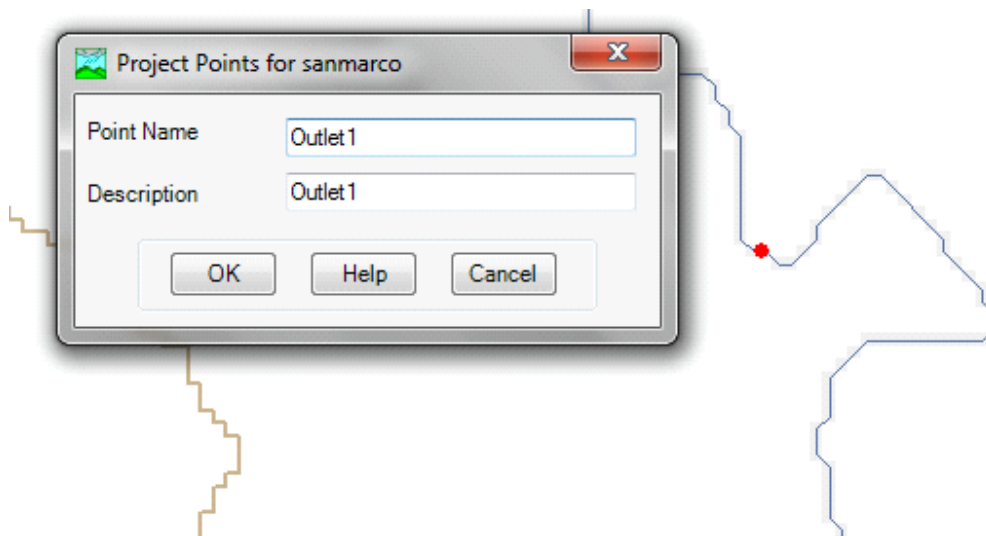 Project Points for sanmarco
Point Name Outlet1
Description Outlet1
OK Help Cancel